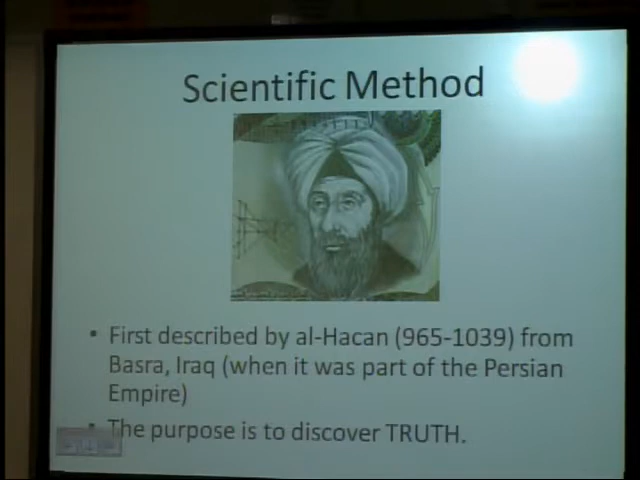 Scientific Method
▪ First described by al-Hacan (965-1039) from
Basra, Iraq (when it was part of the Persian
Empire)
▪ The purpose is to discover TRUTH.